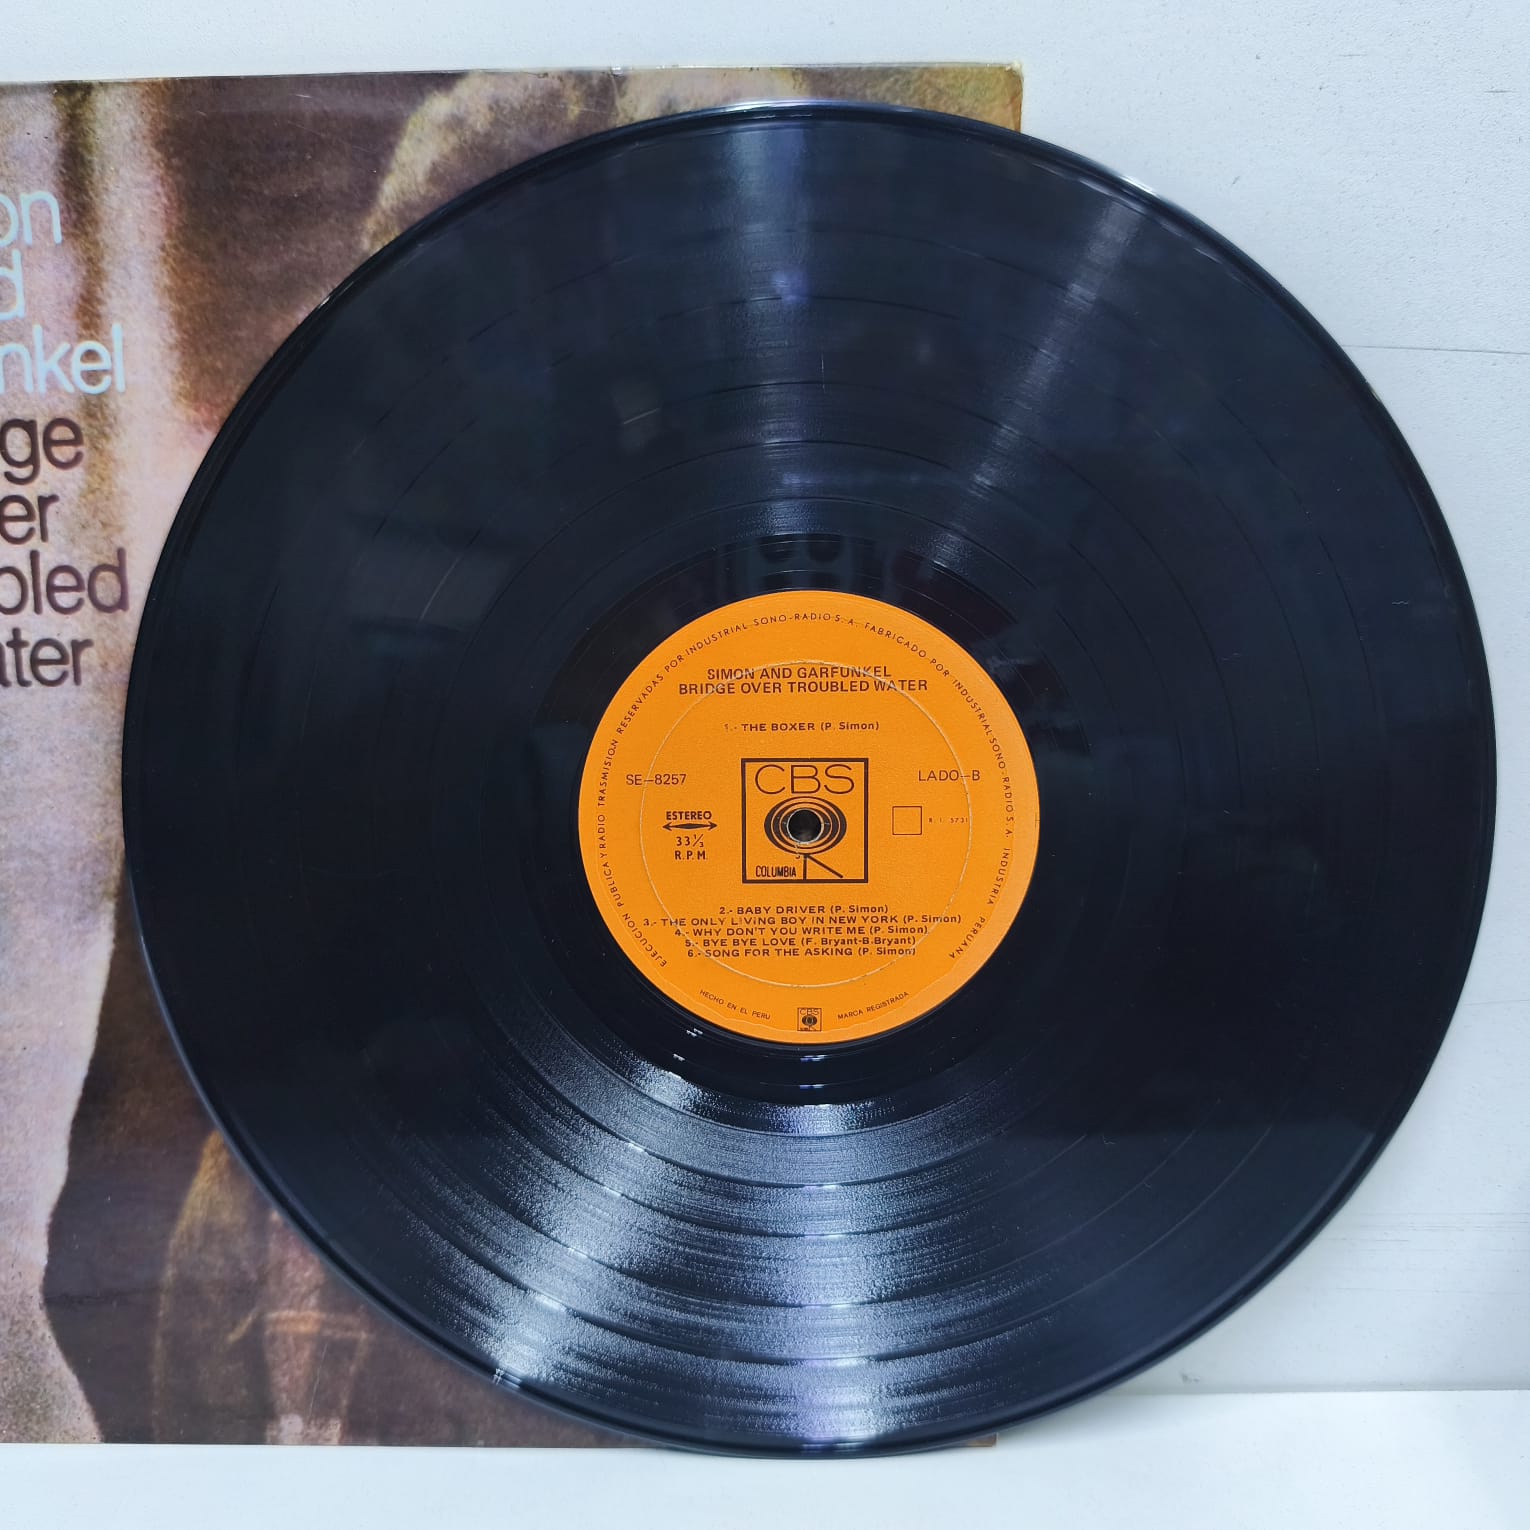 on
d
nkel
ge
er
bled
ater
EJECUCION PUBLICA Y RADIO TRASMISION RESERVADAS POR INDUSTRIAL SONO-RADIO S. A. FABRICADO POR INDUSTRIAL SONO-RADIO S. A. INDUSTRIA PERUANA
SIMON AND GARFUNKEL
BRIDGE OVER TROUBLED WATER
1.- THE BOXER (P. Simon)
CBS
COLUMBIA
SE-8257
LADO-B
ESTEREO
33 1/3
R.P.M.
R. I. 5731
2.- BABY DRIVER (P. Simon)
3.- THE ONLY LIVING BOY IN NEW YORK (P. Simon)
4.- WHY DON'T YOU WRITE ME (P. Simon)
5.- BYE BYE LOVE (F. Bryant-B.Bryant)
6.- SONG FOR THE ASKING (P. Simon)
HECHO EN EL PERU
CBS
MARCA REGISTRADA